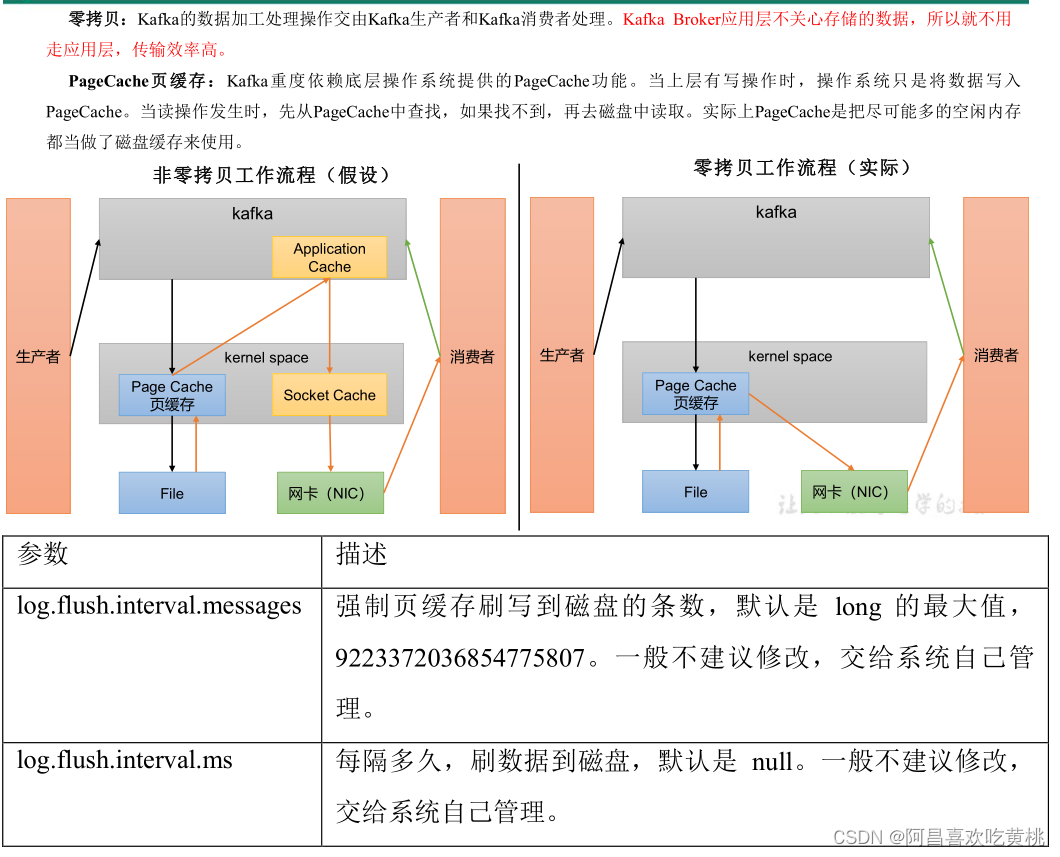 零拷贝：Kafka的数据加工处理操作交由Kafka生产者和Kafka消费者处理。Kafka Broker应用层不关心存储的数据，所以就不用
走应用层，传输效率高。
PageCache页缓存：Kafka重度依赖底层操作系统提供的PageCache功能。当上层有写操作时，操作系统只是将数据写入
PageCache。当读操作发生时，先从PageCache中查找，如果找不到，再去磁盘中读取。实际上PageCache是把尽可能多的空闲内存
都当做了磁盘缓存来使用。
非零拷贝工作流程（假设）
kafka
Application
Cache
生产者
kernel space
Page Cache
页缓存
Socket Cache
消费者
File
网卡（NIC）
零拷贝工作流程（实际）
kafka
生产者
kernel space
Page Cache
页缓存
消费者
File
网卡（NIC）
参数
描述
log.flush.interval.messages
强制页缓存刷写到磁盘的条数，默认是 long 的最大值，
9223372036854775807。一般不建议修改，交给系统自己管
理。
log.flush.interval.ms
每隔多久，刷数据到磁盘，默认是 null。一般不建议修改，
交给系统自己管理。
CSDN @阿昌喜欢吃黄桃